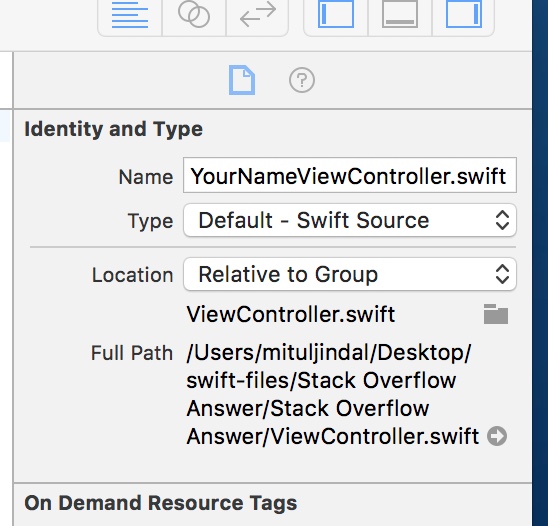 ?
Identity and Type
Name YourNameViewController.swift
Type Default - Swift Source
Location Relative to Group
ViewController.swift
Full Path /Users/mituljindal/Desktop/
swift-files/Stack Overflow
Answer/Stack Overflow
Answer/ViewController.swift
On Demand Resource Tags